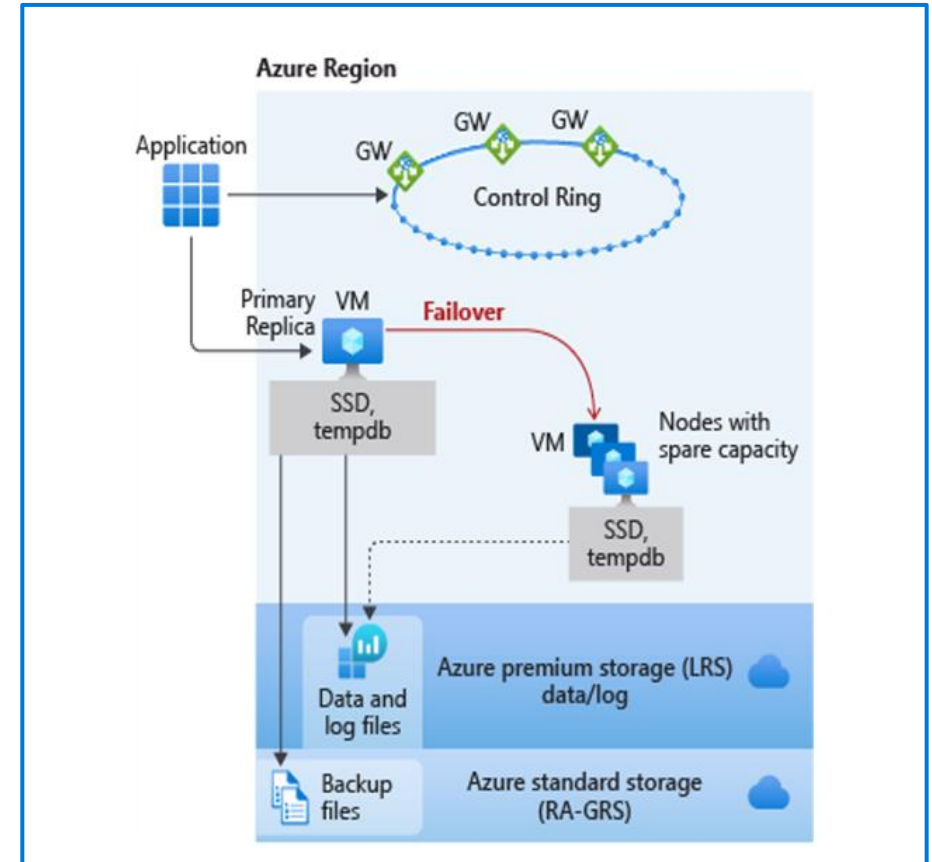 Azure Region
Application
GW
GW
GW
Control Ring
Primary
Replica
VM
Failover
SSD,
tempdb
VM
Nodes with
spare capacity
SSD,
tempdb
Data and
log files
Azure premium storage (LRS)
data/log
Backup
files
Azure standard storage
(RA-GRS)